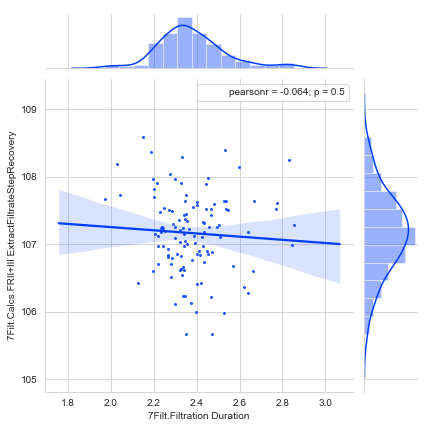 pearsonr = -0.064; p = 0.5
109
108
107
106
105
7Filt.Calcs.FRII+III ExtractFiltrateStepRecovery
1.8 2.0 2.2 2.4 2.6 2.8 3.0
7Filt.Filtration Duration